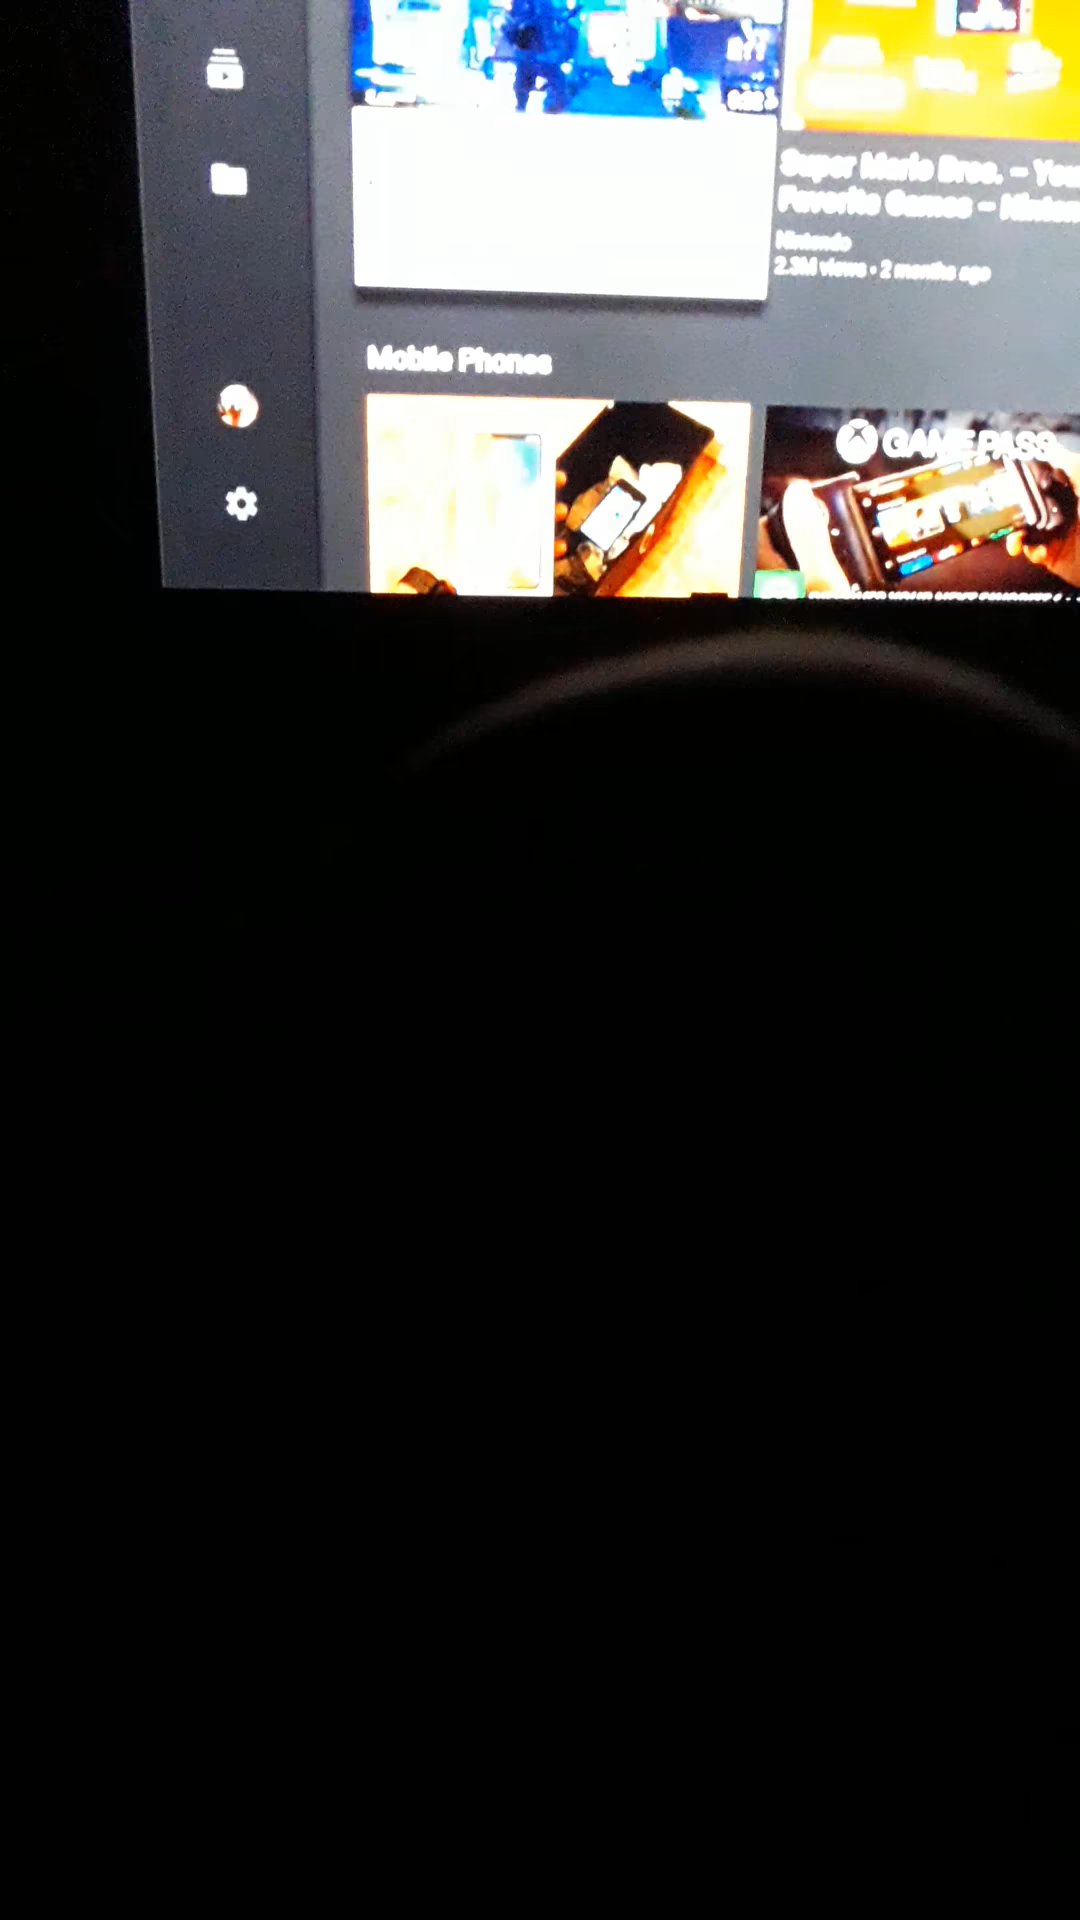 Super Mario Bros. – You
Favorite Games – Ninten
Nintendo
2.3M views • 2 months ago
Mobile Phones
GAME PASS